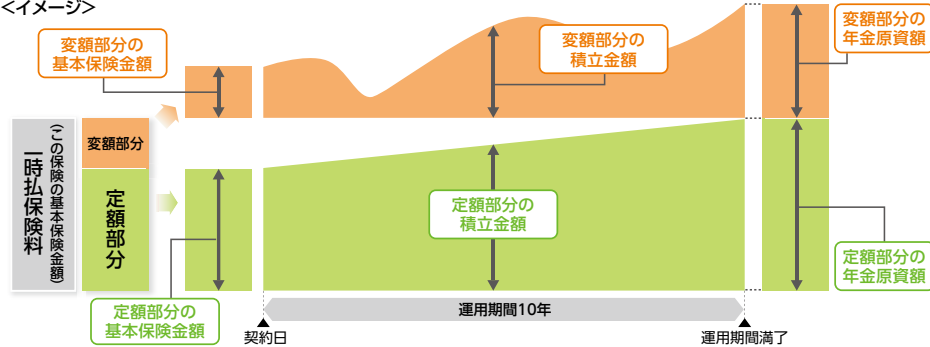 ＜イメージ＞
変額部分の
基本保険金額
変額部分の
積立金額
変額部分の
年金原資額
一時払保険料
（この保険の基本保険金額）
変額部分
定額部分
定額部分の
積立金額
定額部分の
基本保険金額
定額部分の
年金原資額
運用期間10年
契約日
運用期間満了